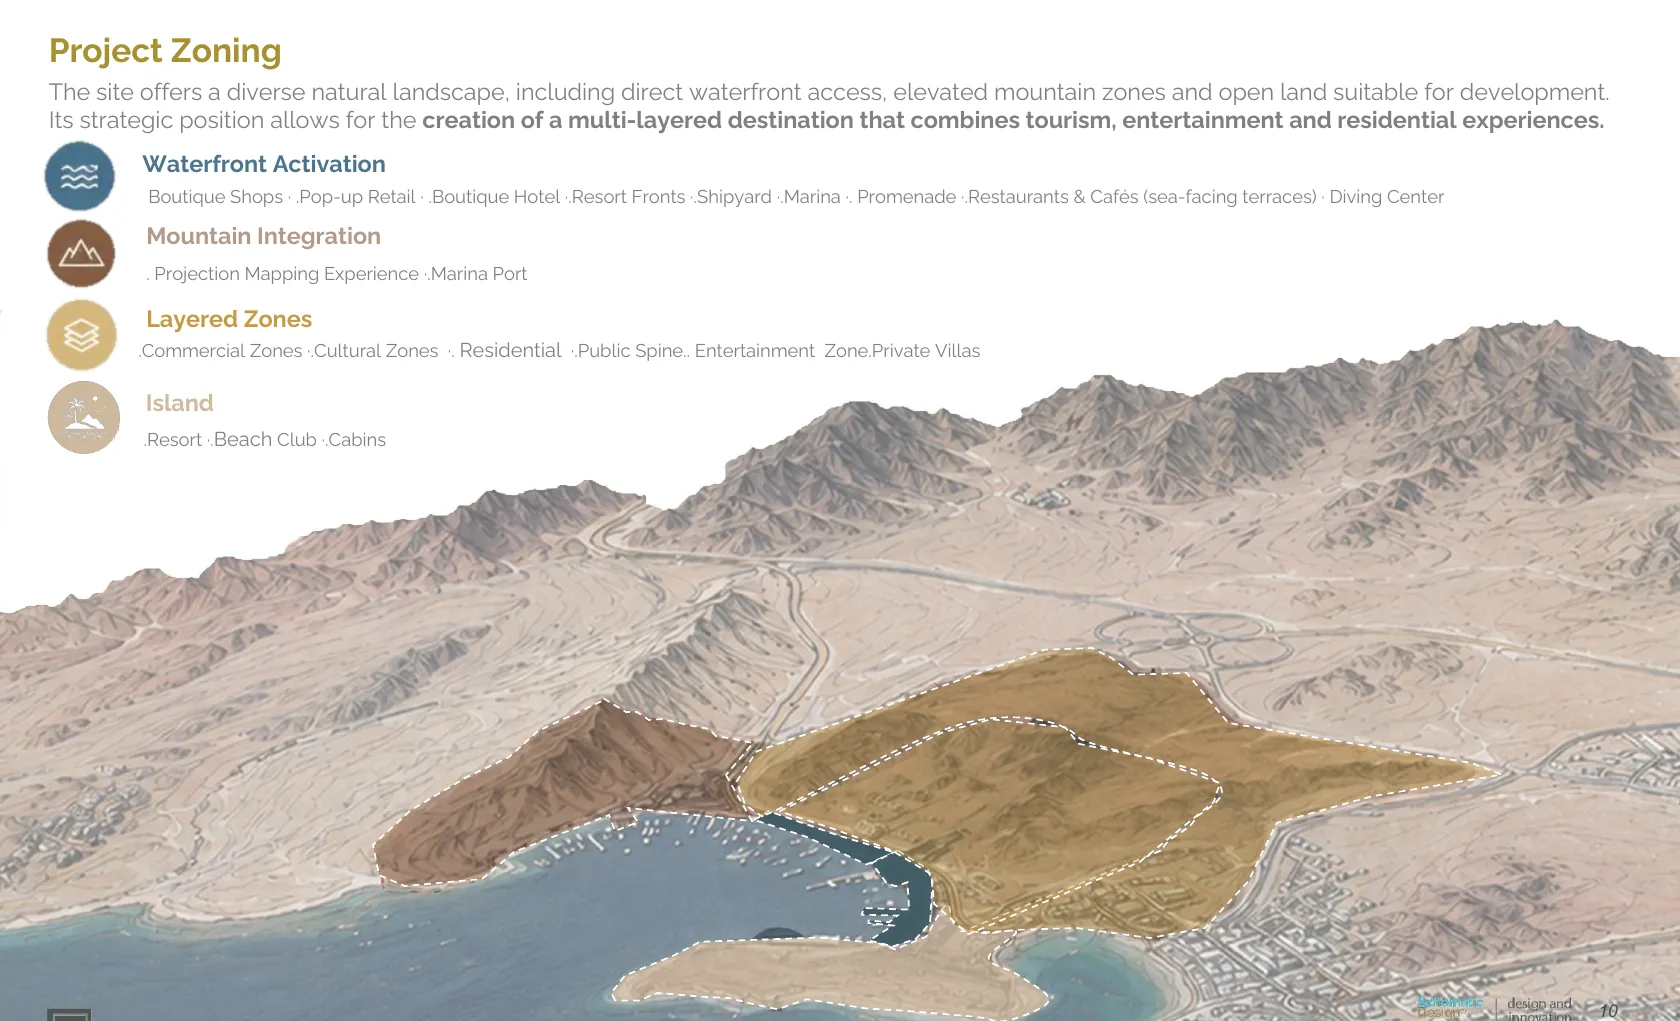 Project Zoning
The site offers a diverse natural landscape, including direct waterfront access, elevated mountain zones and open land suitable for development.
Its strategic position allows for the creation of a multi-layered destination that combines tourism, entertainment and residential experiences.
Waterfront Activation
Boutique Shops · .Pop-up Retail · .Boutique Hotel ·.Resort Fronts ·.Shipyard ·.Marina ·. Promenade ·.Restaurants & Cafés (sea-facing terraces) · Diving Center
Mountain Integration
. Projection Mapping Experience ·.Marina Port
Layered Zones
.Commercial Zones ·.Cultural Zones ·. Residential ·.Public Spine.. Entertainment Zone.Private Villas
Island
.Resort ·.Beach Club ·.Cabins
Schematic
Design
design and
innovation
10